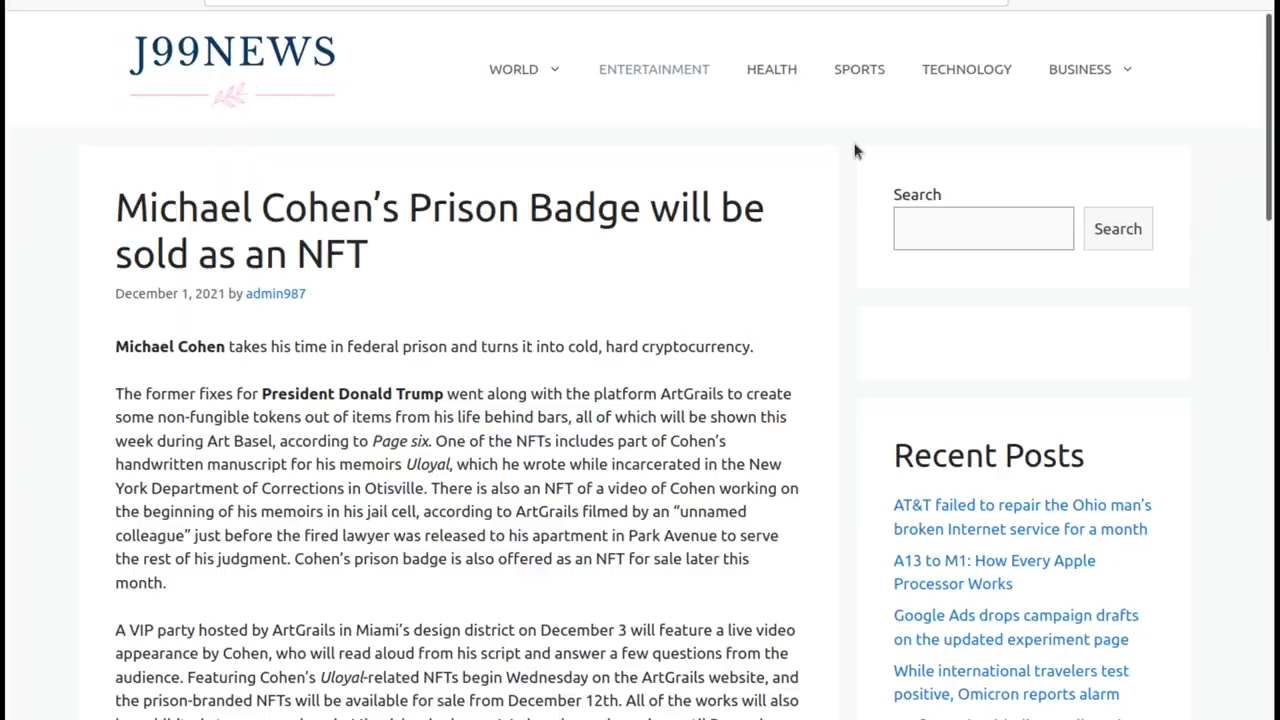 J99NEWS
WORLD
ENTERTAINMENT
HEALTH
SPORTS
TECHNOLOGY
BUSINESS
Michael Cohen’s Prison Badge will be
sold as an NFT
December 1, 2021 by admin987
Michael Cohen takes his time in federal prison and turns it into cold, hard cryptocurrency.
The former fixes for President Donald Trump went along with the platform ArtGrails to create
some non-fungible tokens out of items from his life behind bars, all of which will be shown this
week during Art Basel, according to Page six. One of the NFTs includes part of Cohen’s
handwritten manuscript for his memoirs Uloyal, which he wrote while incarcerated in the New
York Department of Corrections in Otisville. There is also an NFT of a video of Cohen working on
the beginning of his memoirs in his jail cell, according to ArtGrails filmed by an “unnamed
colleague” just before the fired lawyer was released to his apartment in Park Avenue to serve
the rest of his judgment. Cohen’s prison badge is also offered as an NFT for sale later this
month.
A VIP party hosted by ArtGrails in Miami’s design district on December 3 will feature a live video
appearance by Cohen, who will read aloud from his script and answer a few questions from the
audience. Featuring Cohen’s Uloyal-related NFTs begin Wednesday on the ArtGrails website, and
the prison-branded NFTs will be available for sale from December 12th. All of the works will also
Search
Search
Recent Posts
AT&T failed to repair the Ohio man’s
broken Internet service for a month
A13 to M1: How Every Apple
Processor Works
Google Ads drops campaign drafts
on the updated experiment page
While international travelers test
positive, Omicron reports alarm